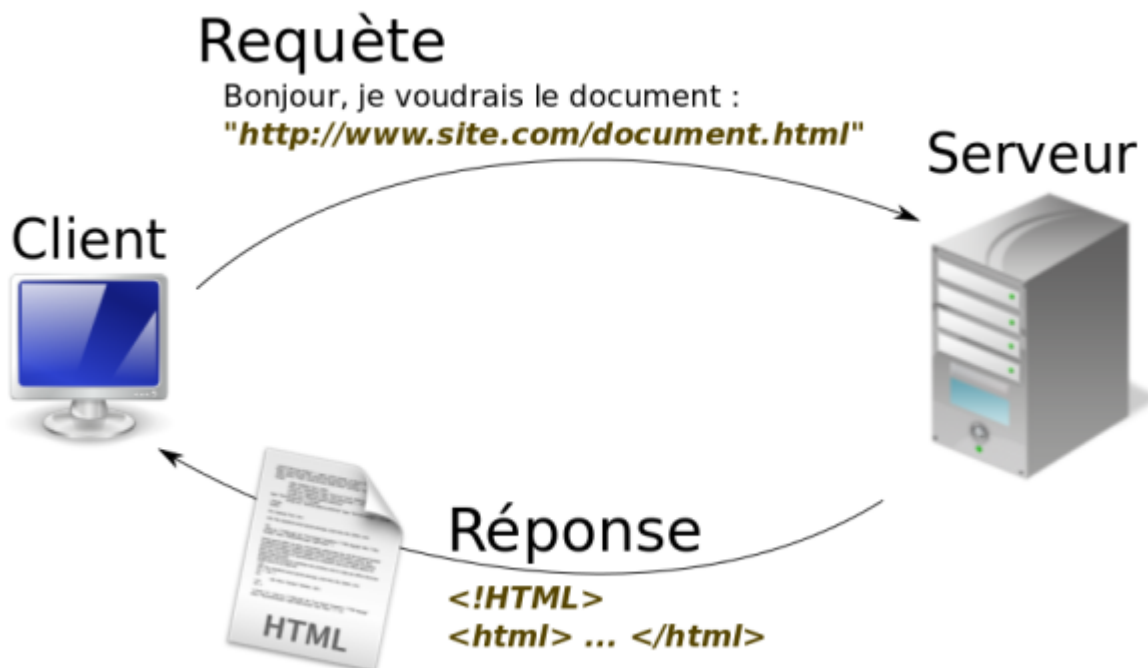 Requète
Bonjour, je voudrais le document :
"http://www.site.com/document.html"
Serveur
Client
Réponse
<!HTML>
<html> ... </html>
HTML